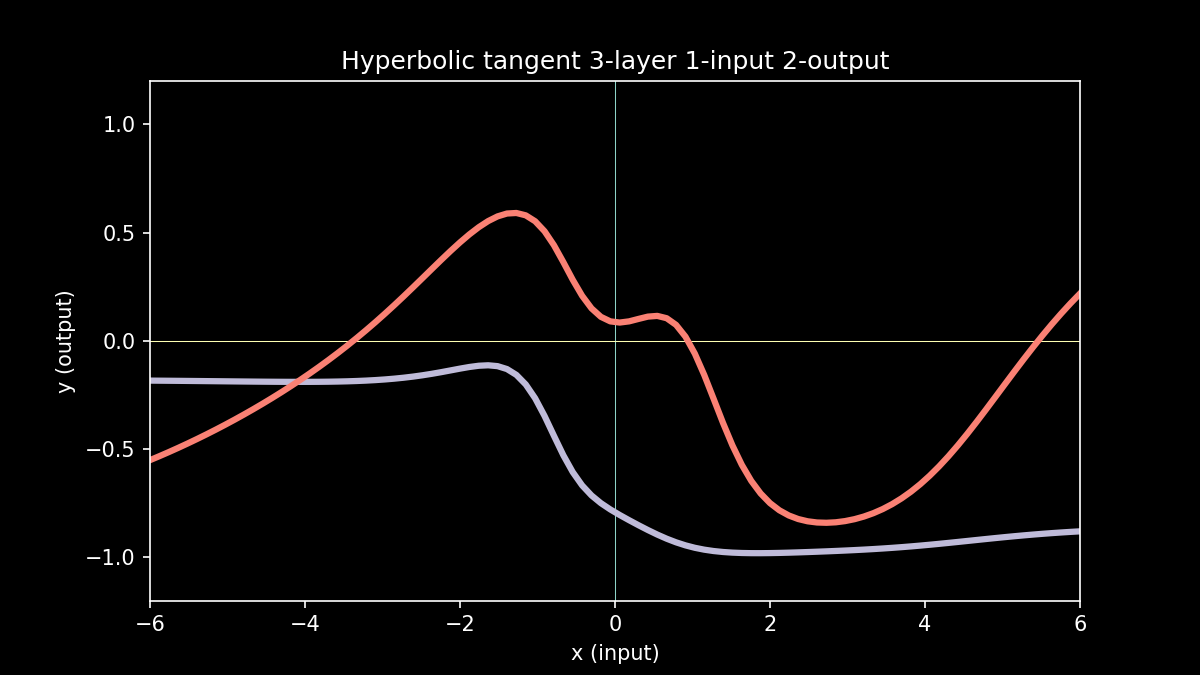 Hyperbolic tangent 3-layer 1-input 2-output
1.0
0.5
0.0
−0.5
−1.0
y (output)
−6 −4 −2 0 2 4 6
x (input)